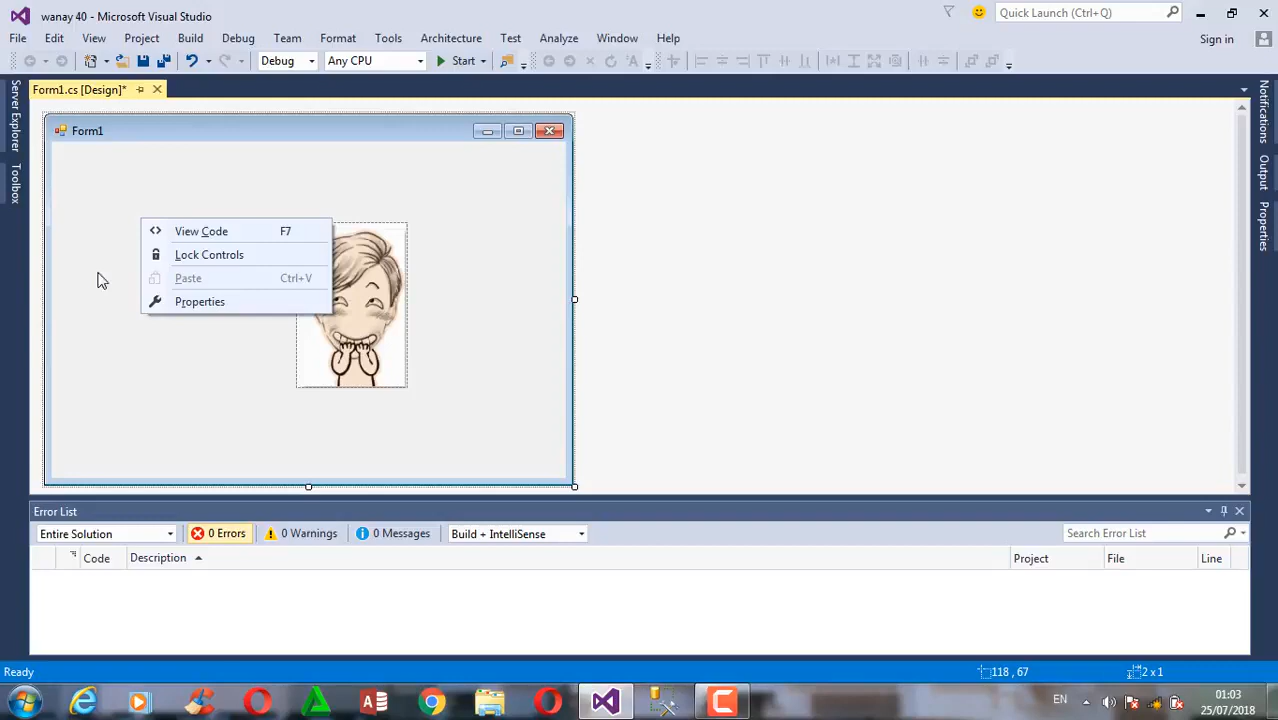 wanay 40 - Microsoft Visual Studio
Quick Launch (Ctrl+Q)
File Edit View Project Build Debug Team Format Tools Architecture Test Analyze Window Help
Sign in
Debug Any CPU Start
Form1.cs [Design]*
Server Explorer
Toolbox
Notifications
Output
Properties
Form1
View Code F7
Lock Controls
Paste Ctrl+V
Properties
Error List
Entire Solution 0 Errors 0 Warnings 0 Messages Build + IntelliSense Search Error List
Code Description Project File Line
Ready 118 , 67 2 x 1
EN 01:03
25/07/2018